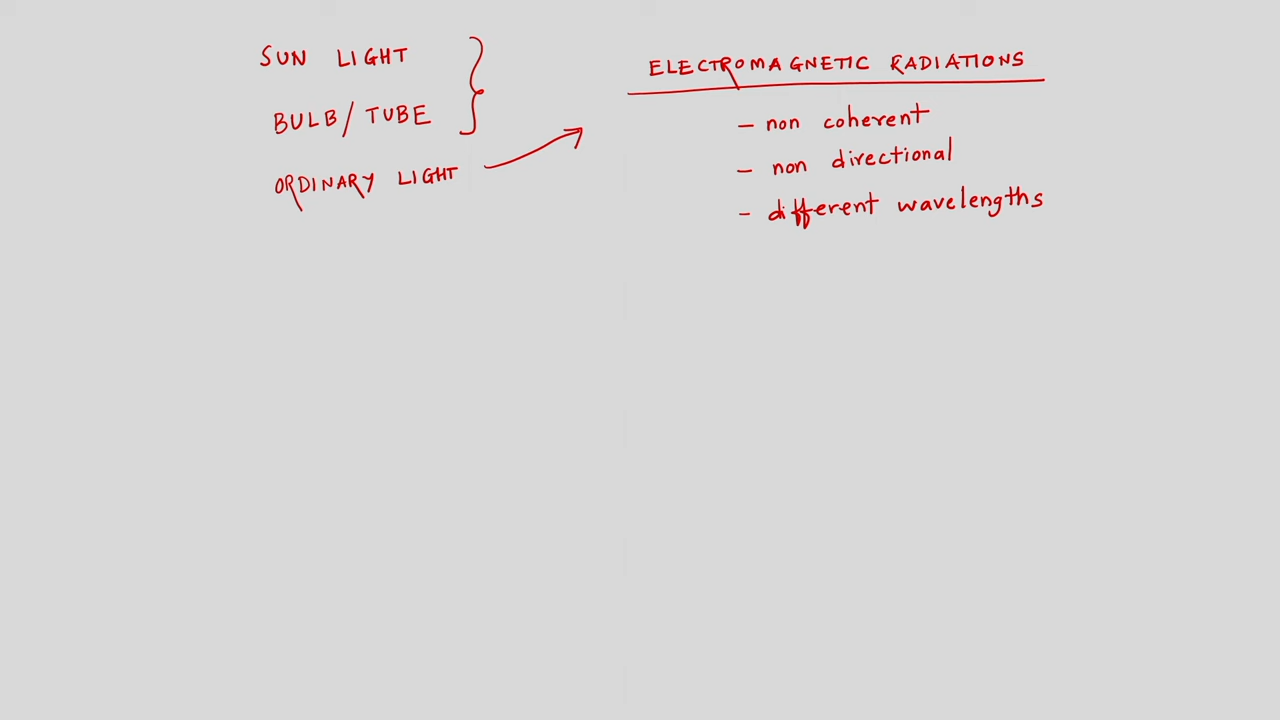 SUN LIGHT
BULB/TUBE
ORDINARY LIGHT
ELECTROMAGNETIC RADIATIONS
- non coherent
- non directional
- different wavelengths